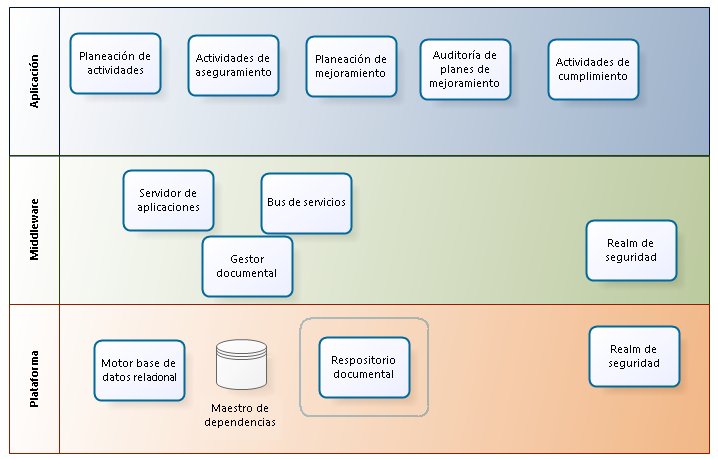 Aplicación
Planeación de
actividades
Actividades de
aseguramiento
Planeación de
mejoramiento
Auditoría de
planes de
mejoramiento
Actividades de
cumplimiento
Middleware
Servidor de
aplicaciones
Bus de servicios
Gestor
documental
Realm de
seguridad
Plataforma
Motor base de
datos relacional
Maestro de
dependencias
Respositorio
documental
Realm de
seguridad